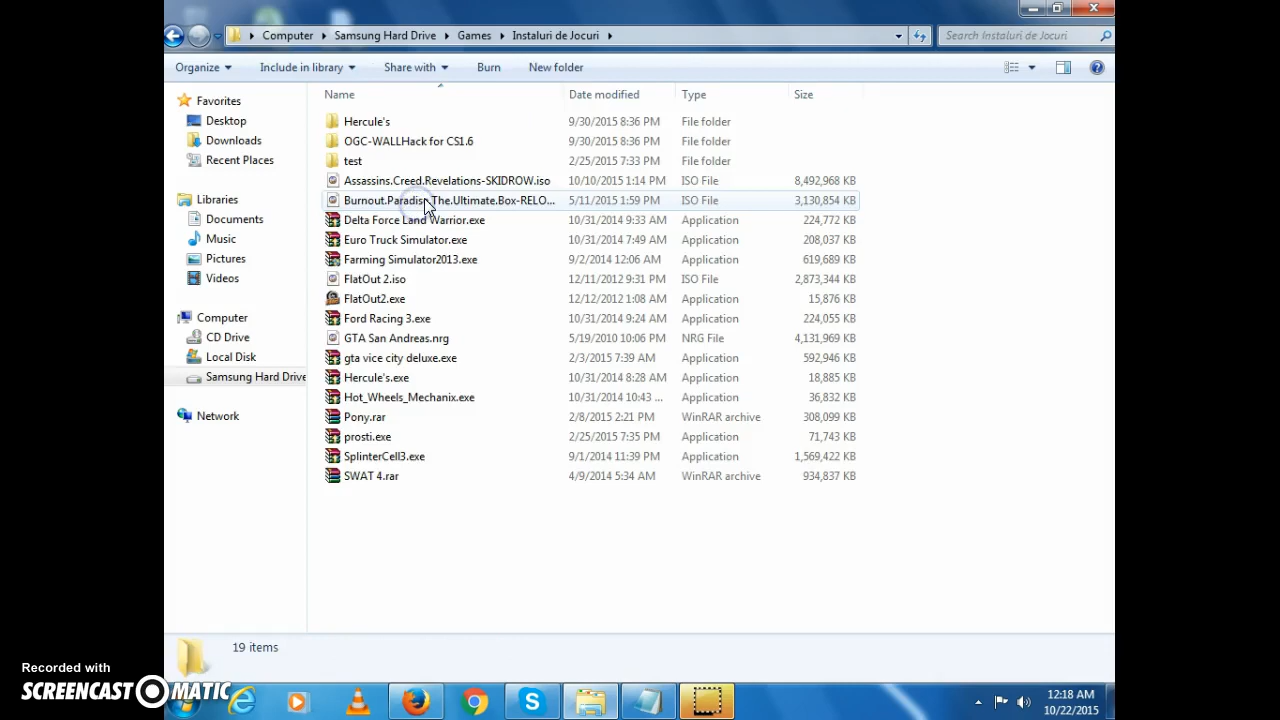 Computer Samsung Hard Drive Games Instaluri de Jocuri Search Instaluri de Jocuri
Organize Include in library Share with Burn New folder
Name Date modified Type Size
Favorites
Desktop
Downloads
Recent Places
Libraries
Documents
Music
Pictures
Videos
Computer
CD Drive
Local Disk
Samsung Hard Drive
Network
Hercule's 9/30/2015 8:36 PM File folder
OGC-WALLHack for CS1.6 9/30/2015 8:36 PM File folder
test 2/25/2015 7:33 PM File folder
Assassins.Creed.Revelations-SKIDROW.iso 10/10/2015 1:14 PM ISO File 8,492,968 KB
Burnout.Paradise.The.Ultimate.Box-RELO... 5/11/2015 1:59 PM ISO File 3,130,854 KB
Delta Force Land Warrior.exe 10/31/2014 9:33 AM Application 224,772 KB
Euro Truck Simulator.exe 10/31/2014 7:49 AM Application 208,037 KB
Farming Simulator2013.exe 9/2/2014 12:06 AM Application 619,689 KB
FlatOut 2.iso 12/11/2012 9:31 PM ISO File 2,873,344 KB
FlatOut2.exe 12/12/2012 1:08 AM Application 15,876 KB
Ford Racing 3.exe 10/31/2014 9:24 AM Application 224,055 KB
GTA San Andreas.nrg 5/19/2010 10:06 PM NRG File 4,131,969 KB
gta vice city deluxe.exe 2/3/2015 7:39 AM Application 592,946 KB
Hercule's.exe 10/31/2014 8:28 AM Application 18,885 KB
Hot_Wheels_Mechanix.exe 10/31/2014 10:43 ... Application 36,832 KB
Pony.rar 2/8/2015 2:21 PM WinRAR archive 308,099 KB
prosti.exe 2/25/2015 7:35 PM Application 71,743 KB
SplinterCell3.exe 9/1/2014 11:39 PM Application 1,569,422 KB
SWAT 4.rar 4/9/2014 5:34 AM WinRAR archive 934,837 KB
19 items
Recorded with
SCREENCAST MATIC
12:18 AM
10/22/2015